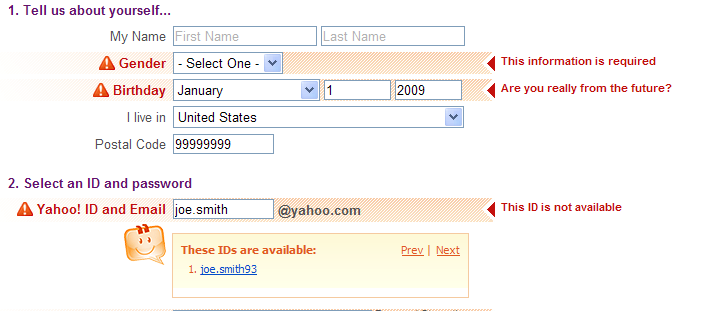 1. Tell us about yourself...
My Name First Name Last Name
Gender - Select One - This information is required
Birthday January 1 2009 Are you really from the future?
I live in United States
Postal Code 99999999
2. Select an ID and password
Yahoo! ID and Email joe.smith @yahoo.com This ID is not available
These IDs are available: Prev | Next
1. joe.smith93